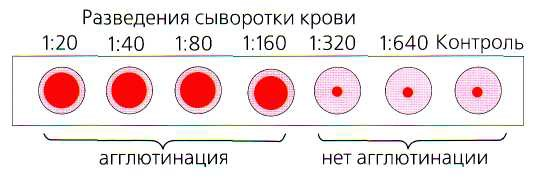 Разведения сыворотки крови
1:20 1:40 1:80 1:160 1:320 1:640 Контроль
агглютинация нет агглютинации